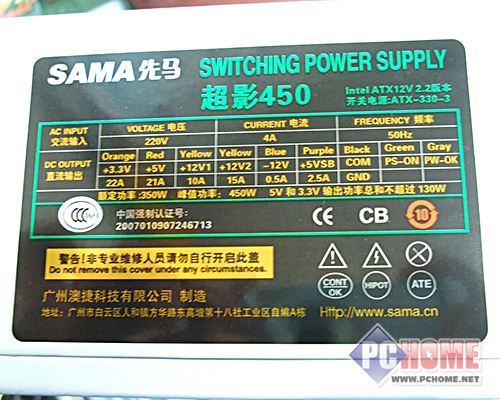 SAMA 先马 SWITCHING POWER SUPPLY
超影450
Intel ATX12V 2.2版本
开关电源:ATX-330-3
AC INPUT 交流输入 VOLTAGE 电压 CURRENT 电流 FREQUENCY 频率
220V 4A 50Hz
DC OUTPUT 直流输出 Orange Red Yellow Yellow Blue Purple Black Green Gray
+3.3V +5V +12V1 +12V2 -12V +5VSB COM PS-ON PW-OK
22A 21A 10A 15A 0.5A 2.5A GND
额定功率:350W 峰值功率: 450W 5V 和 3.3V 输出功率总和不超过 130W
CCC
中国强制认证号:
2007010907246713
CE CB 10
警告!非专业维修人员请勿自行开启此盖!
Do not remove this cover under any circumstances.
CONT OK HIPOT ATE
广州澳捷科技有限公司 制造
地址: 广州市白云区人和镇方华路东高增第十八社工业区自编A栋
Http://www.sama.cn
PCHOME
WWW.PCHOME.NET